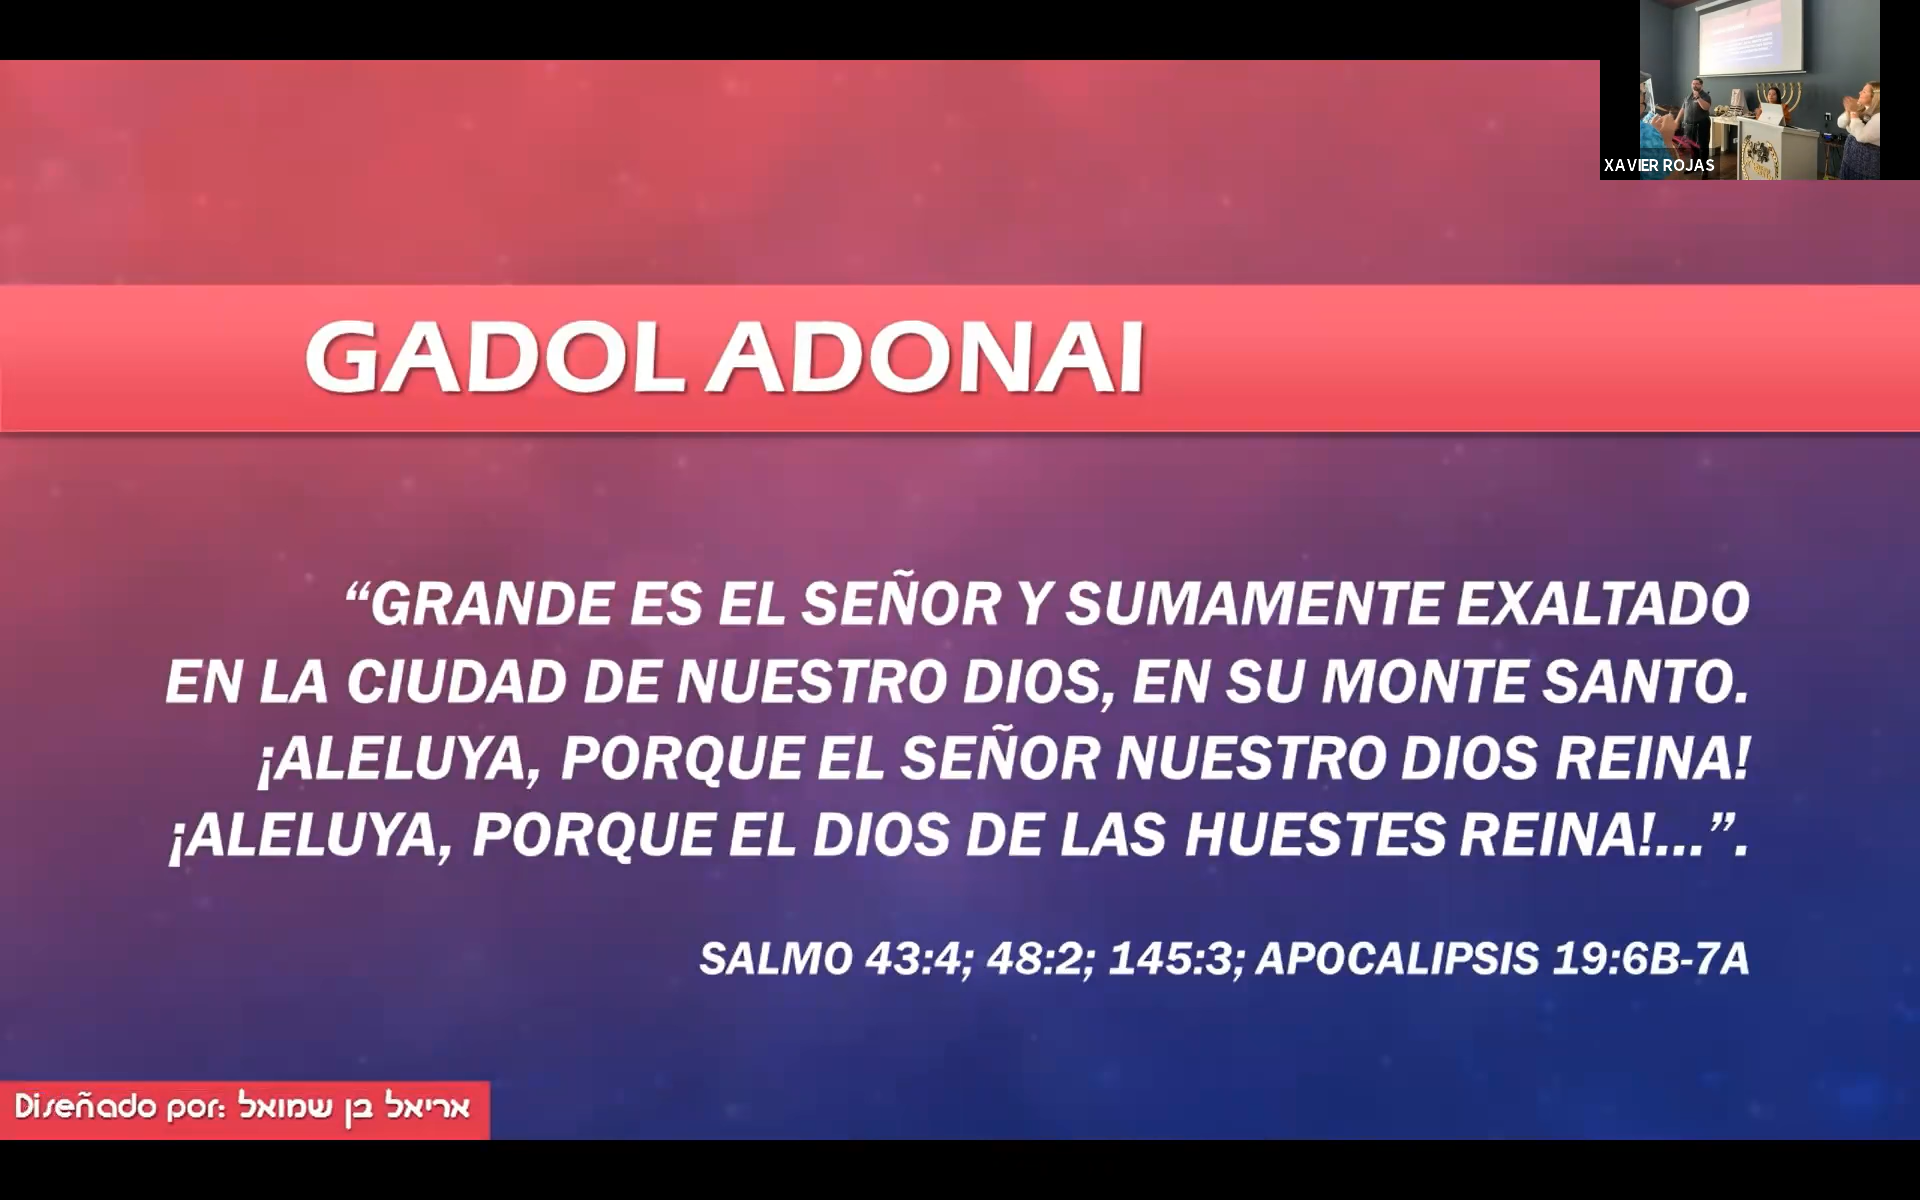 XAVIER ROJAS
GADOL ADONAI
“GRANDE ES EL SEÑOR Y SUMAMENTE EXALTADO
EN LA CIUDAD DE NUESTRO DIOS, EN SU MONTE SANTO.
¡ALELUYA, PORQUE EL SEÑOR NUESTRO DIOS REINA!
¡ALELUYA, PORQUE EL DIOS DE LAS HUESTES REINA!...”.
SALMO 43:4; 48:2; 145:3; APOCALIPSIS 19:6B-7A
Diseñado por: אריאל בן שמואל